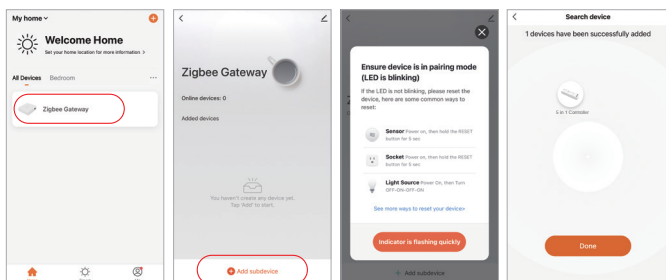 My home
Welcome Home
Set your home location for more information >
All Devices Bedroom ...
Zigbee Gateway
Zigbee Gateway
Online devices: 0
Added devices
You haven't create any device yet.
Tap 'Add' to start.
Add subdevice
Ensure device is in pairing mode
(LED is blinking)
If the LED is not blinking, please reset the
device, here are some common ways to
reset:
Sensor Power on, then hold the RESET
button for 5 sec
Socket Power on, then hold the RESET
button for 5 sec
Light Source Power On, then Turn
OFF-ON-OFF-ON
See more ways to reset your device>
Indicator is flashing quickly
+ Add subdevice
Search device
1 devices have been successfully added
5 in 1 Controller
Done